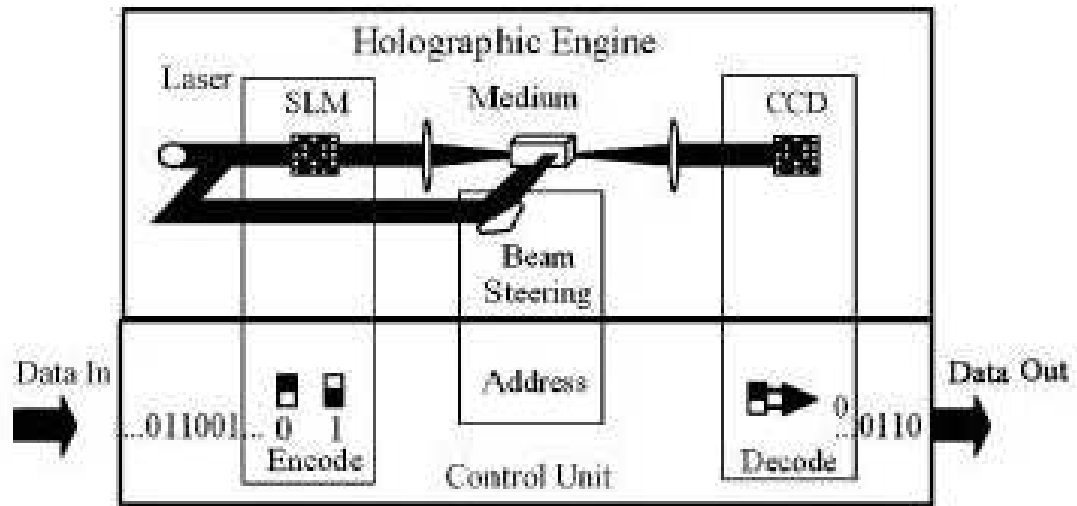 Holographic Engine
Laser
SLM
Medium
CCD
Beam
Steering
Data In
Address
Data Out
...011001...
0 1
0
...0110
Encode
Decode
Control Unit